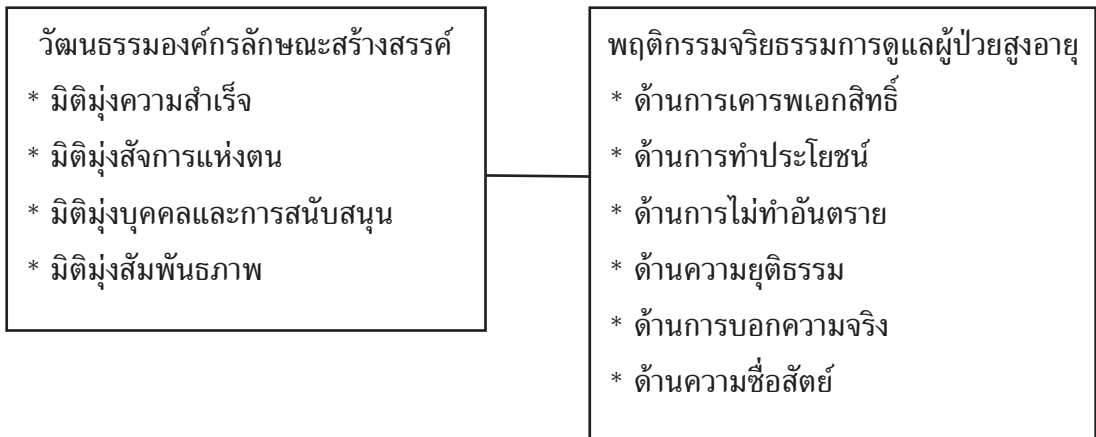 วัฒนธรรมองค์กรลักษณะสร้างสรรค์
* มิติมุ่งความสำเร็จ
* มิติมุ่งสัจการแห่งตน
* มิติมุ่งบุคคลและการสนับสนุน
* มิติมุ่งสัมพันธภาพ
พฤติกรรมจริยธรรมการดูแลผู้ป่วยสูงอายุ
* ด้านการเคารพเอกสิทธิ์
* ด้านการทำประโยชน์
* ด้านการไม่ทำอันตราย
* ด้านความยุติธรรม
* ด้านการบอกความจริง
* ด้านความซื่อสัตย์